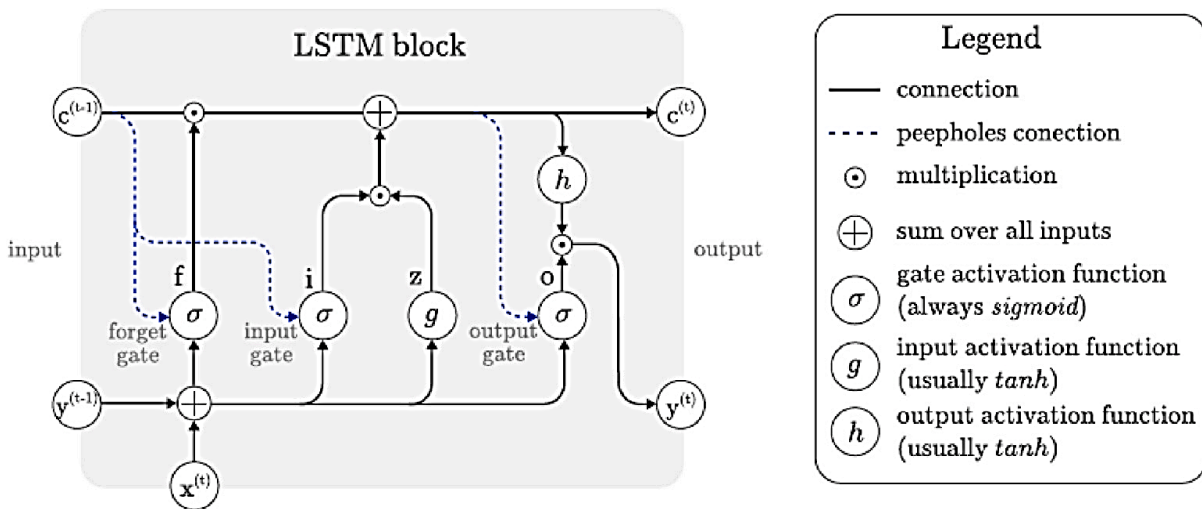 LSTM block
c(t-1)
c(t)
h
input
output
f
i
z
o
σ
σ
g
σ
forget
gate
input
gate
output
gate
y(t-1)
y(t)
x(t)
Legend
connection
peepholes conection
multiplication
sum over all inputs
σ
gate activation function
(always sigmoid)
g
input activation function
(usually tanh)
h
output activation function
(usually tanh)